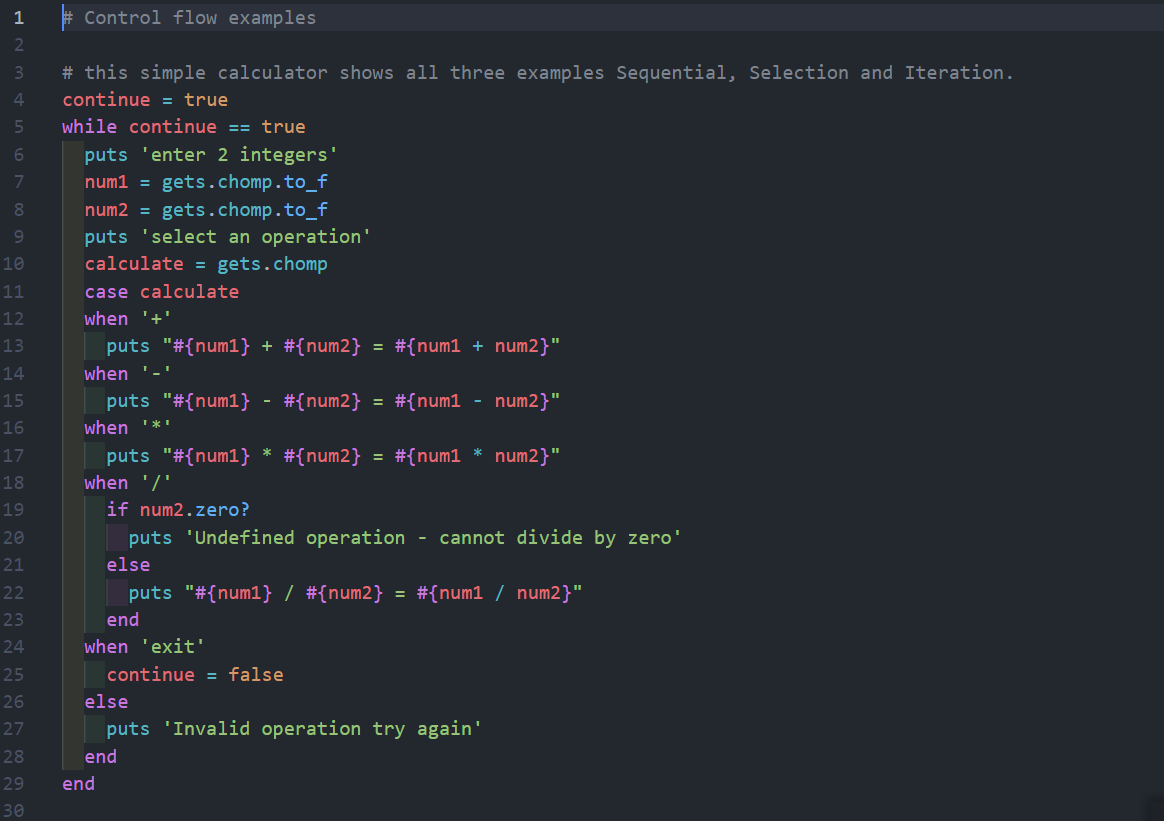 1 # Control flow examples
2
3 # this simple calculator shows all three examples Sequential, Selection and Iteration.
4 continue = true
5 while continue == true
6   puts 'enter 2 integers'
7   num1 = gets.chomp.to_f
8   num2 = gets.chomp.to_f
9   puts 'select an operation'
10   calculate = gets.chomp
11   case calculate
12   when '+'
13     puts "#{num1} + #{num2} = #{num1 + num2}"
14   when '-'
15     puts "#{num1} - #{num2} = #{num1 - num2}"
16   when '*'
17     puts "#{num1} * #{num2} = #{num1 * num2}"
18   when '/'
19     if num2.zero?
20       puts 'Undefined operation - cannot divide by zero'
21     else
22       puts "#{num1} / #{num2} = #{num1 / num2}"
23     end
24   when 'exit'
25     continue = false
26   else
27     puts 'Invalid operation try again'
28   end
29 end
30